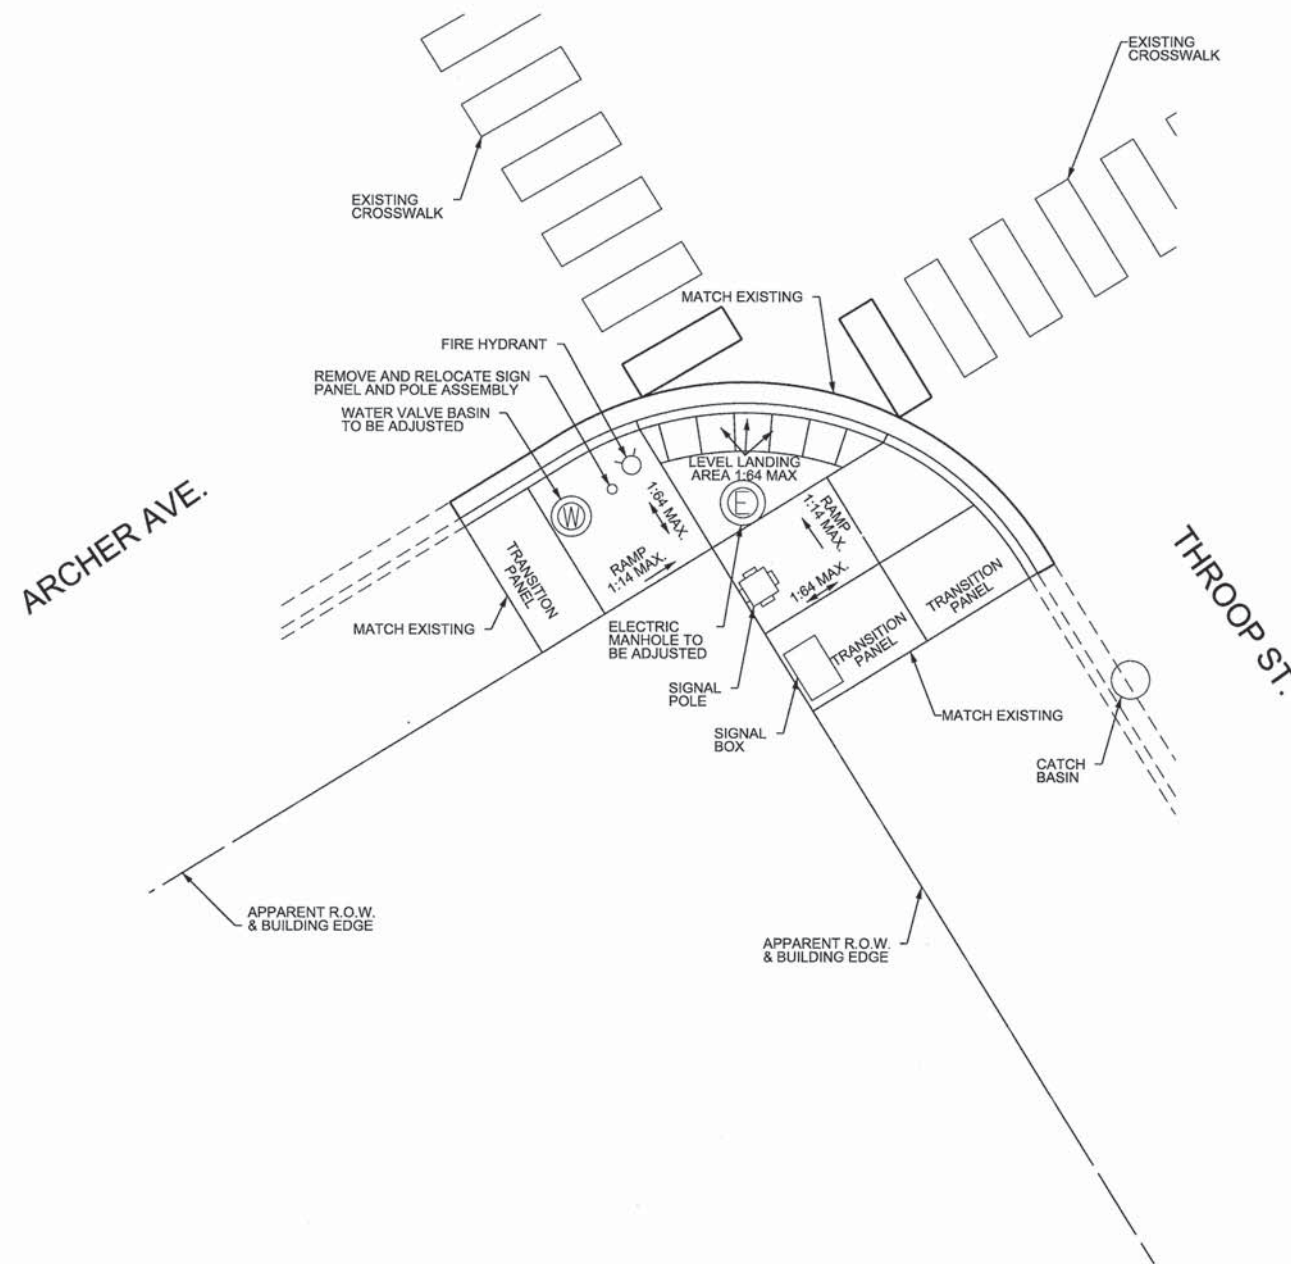 EXISTING
CROSSWALK
EXISTING
CROSSWALK
MATCH EXISTING
FIRE HYDRANT
REMOVE AND RELOCATE SIGN
PANEL AND POLE ASSEMBLY
WATER VALVE BASIN
TO BE ADJUSTED
LEVEL LANDING
AREA 1:64 MAX
ARCHER AVE.
W
E
1:64 MAX.
RAMP
1:14 MAX.
RAMP
1:14 MAX.
1:64 MAX.
TRANSITION
PANEL
TRANSITION
PANEL
TRANSITION
PANEL
THROOP ST.
MATCH EXISTING
ELECTRIC
MANHOLE TO
BE ADJUSTED
SIGNAL
POLE
SIGNAL
BOX
MATCH EXISTING
CATCH
BASIN
APPARENT R.O.W.
& BUILDING EDGE
APPARENT R.O.W.
& BUILDING EDGE